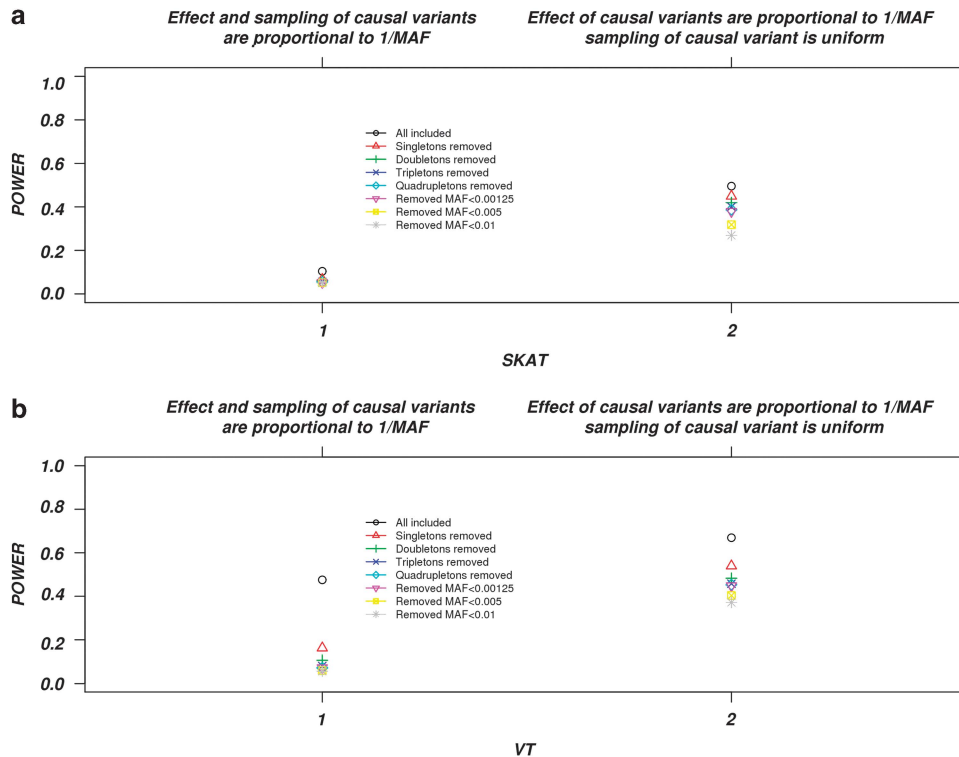 a
Effect and sampling of causal variants
are proportional to 1/MAF
Effect of causal variants are proportional to 1/MAF
sampling of causal variant is uniform
POWER
1.0
0.8
0.6
0.4
0.2
0.0
All included
Singletons removed
Doubletons removed
Tripletons removed
Quadrupletons removed
Removed MAF<0.00125
Removed MAF<0.005
Removed MAF<0.01
1
2
SKAT
b
Effect and sampling of causal variants
are proportional to 1/MAF
Effect of causal variants are proportional to 1/MAF
sampling of causal variant is uniform
POWER
1.0
0.8
0.6
0.4
0.2
0.0
All included
Singletons removed
Doubletons removed
Tripletons removed
Quadrupletons removed
Removed MAF<0.00125
Removed MAF<0.005
Removed MAF<0.01
1
2
VT